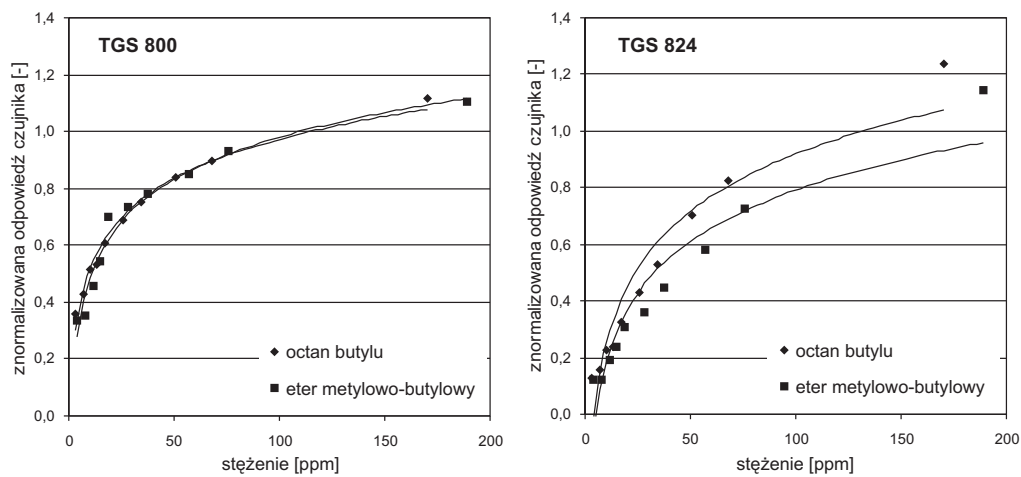 TGS 800
znormalizowana odpowiedź czujnika [-]
1,4
1,2
1,0
0,8
0,6
0,4
0,2
0,0
octan butylu
eter metylowo-butylowy
0 50 100 150 200
stężenie [ppm]
TGS 824
znormalizowana odpowiedź czujnika [-]
1,4
1,2
1,0
0,8
0,6
0,4
0,2
0,0
octan butylu
eter metylowo-butylowy
0 50 100 150 200
stężenie [ppm]